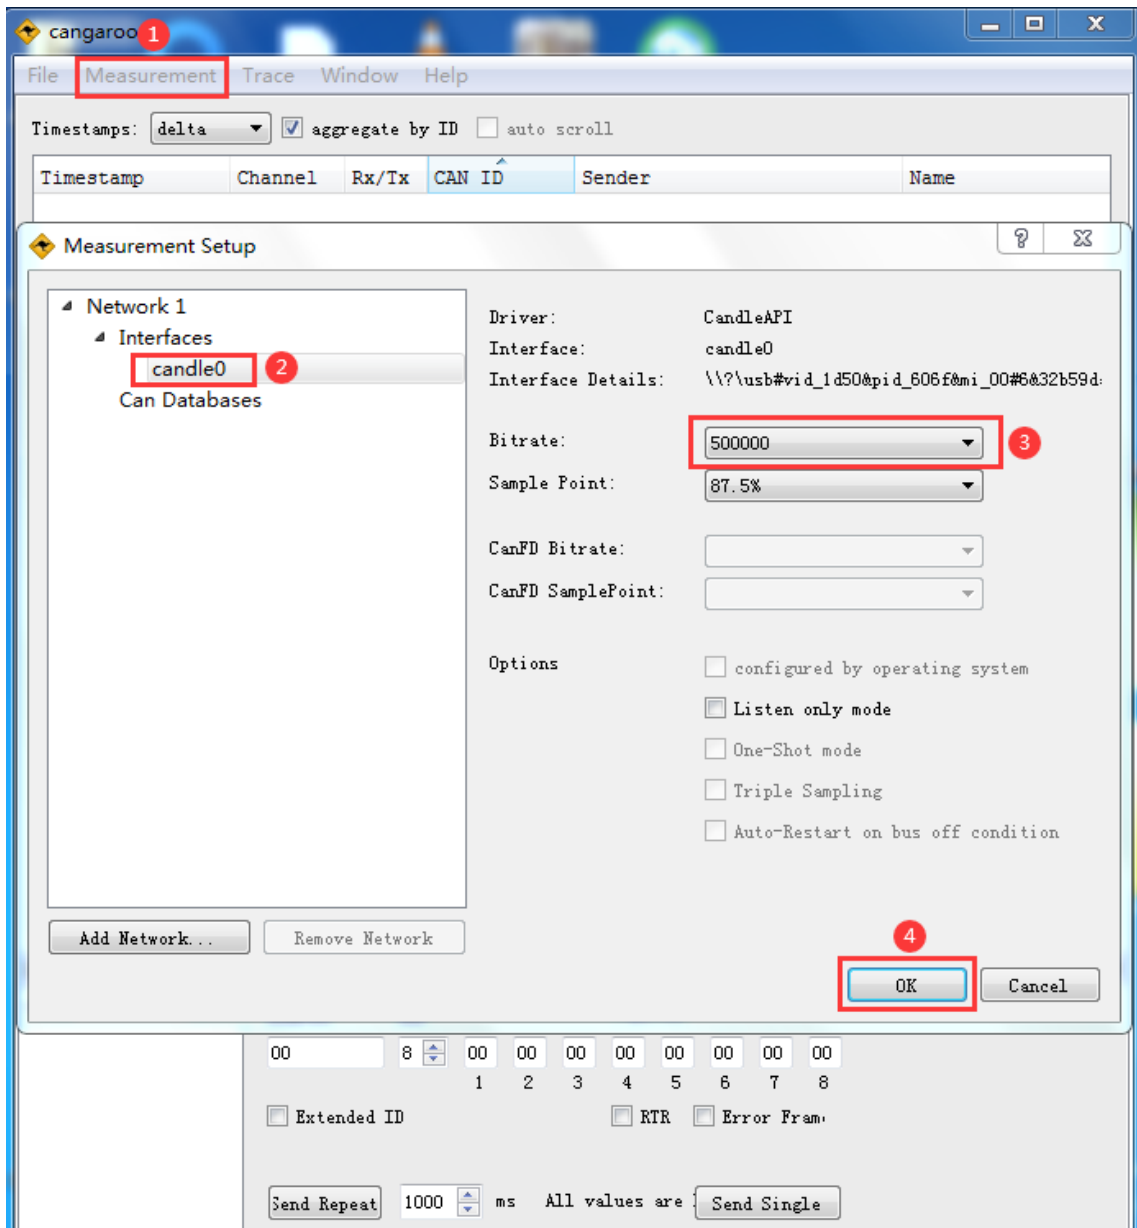 cangaroo 1
File Measurement Trace Window Help
Timestamps: delta aggregate by ID auto scroll
Timestamp Channel Rx/Tx CAN ID Sender Name
Measurement Setup
Network 1
Interfaces
candle0 2
Can Databases
Driver: CandleAPI
Interface: candle0
Interface Details: \\?\usb#vid_1d50&pid_606f&mi_00#6&32b59d
Bitrate: 500000 3
Sample Point: 87.5%
CanFD Bitrate:
CanFD SamplePoint:
Options
configured by operating system
Listen only mode
One-Shot mode
Triple Sampling
Auto-Restart on bus off condition
Add Network... Remove Network
4
OK Cancel
00 8 00 00 00 00 00 00 00 00
1 2 3 4 5 6 7 8
Extended ID RTR Error Fram
Send Repeat 1000 ms All values are Send Single